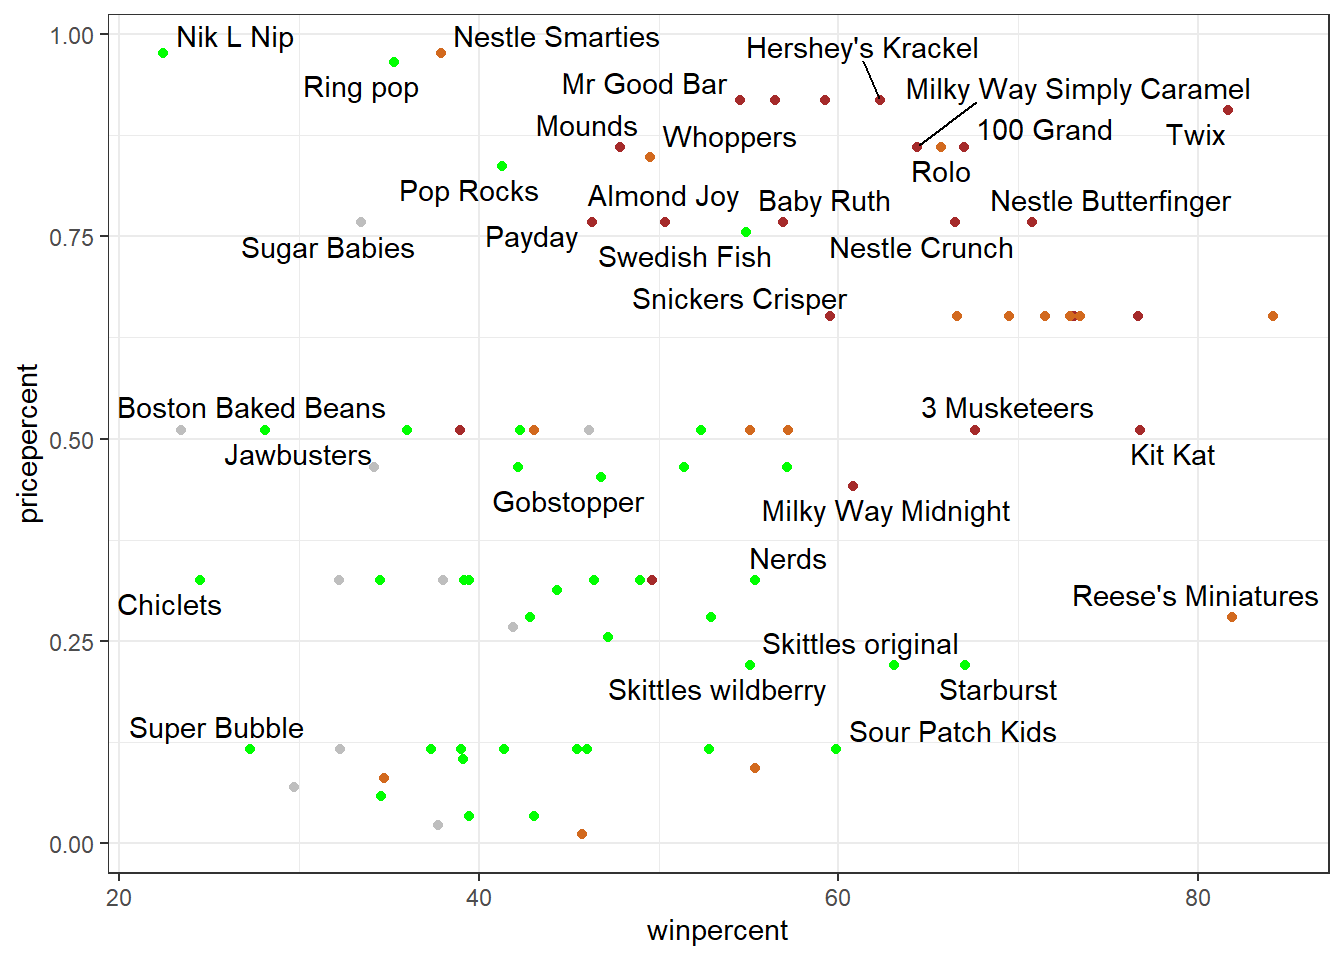 1.00
Nik L Nip
Nestle Smarties
Hershey's Krackel
Ring pop
Mr Good Bar
Milky Way Simply Caramel
Mounds
Whoppers
100 Grand
Twix
Rolo
Pop Rocks
Almond Joy
Baby Ruth
Nestle Butterfinger
0.75
Sugar Babies
Payday
Swedish Fish
Nestle Crunch
Snickers Crisper
Boston Baked Beans
3 Musketeers
0.50
Jawbusters
Kit Kat
Gobstopper
Milky Way Midnight
pricepercent
Nerds
Chiclets
Reese's Miniatures
0.25
Skittles original
Skittles wildberry
Starburst
Super Bubble
Sour Patch Kids
0.00
20
40
60
80
winpercent